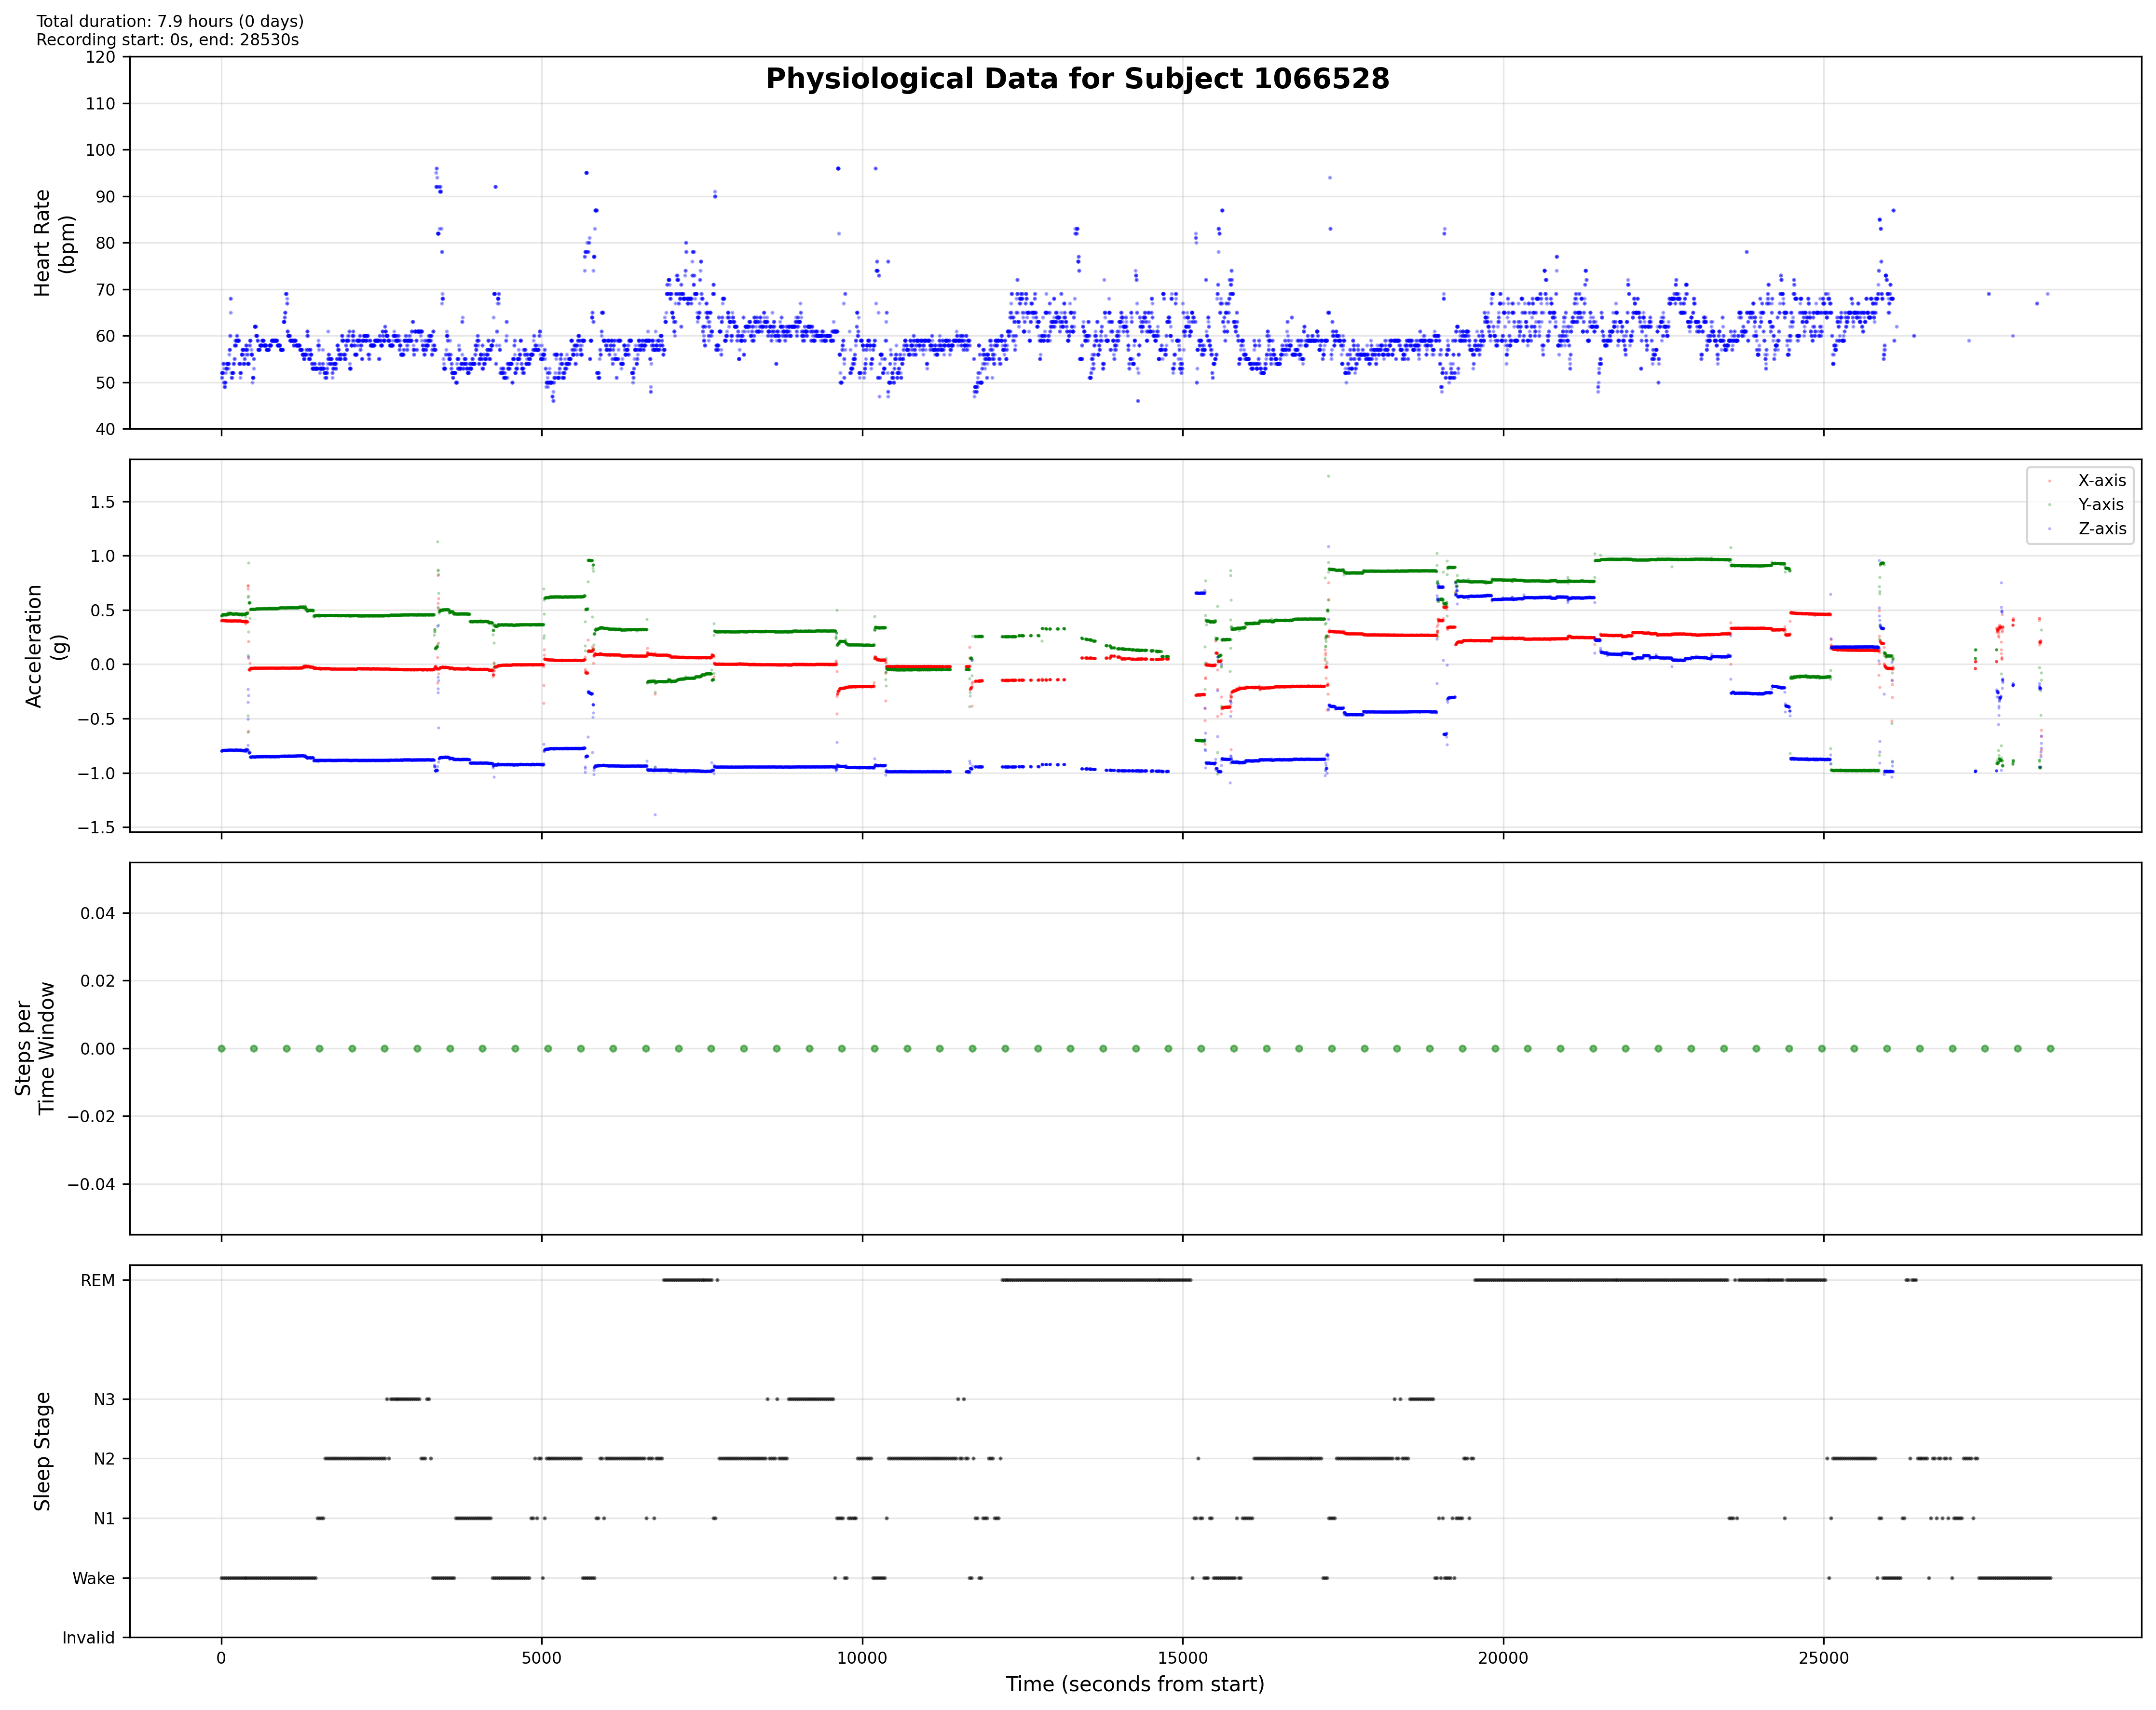 Total duration: 7.9 hours (0 days)
Recording start: 0s, end: 28530s
Physiological Data for Subject 1066528
Heart Rate
(bpm)
120
110
100
90
80
70
60
50
40
Acceleration
(g)
1.5
1.0
0.5
0.0
−0.5
−1.0
−1.5
X-axis
Y-axis
Z-axis
Steps per
Time Window
0.04
0.02
0.00
−0.02
−0.04
Sleep Stage
REM
N3
N2
N1
Wake
Invalid
0 5000 10000 15000 20000 25000
Time (seconds from start)